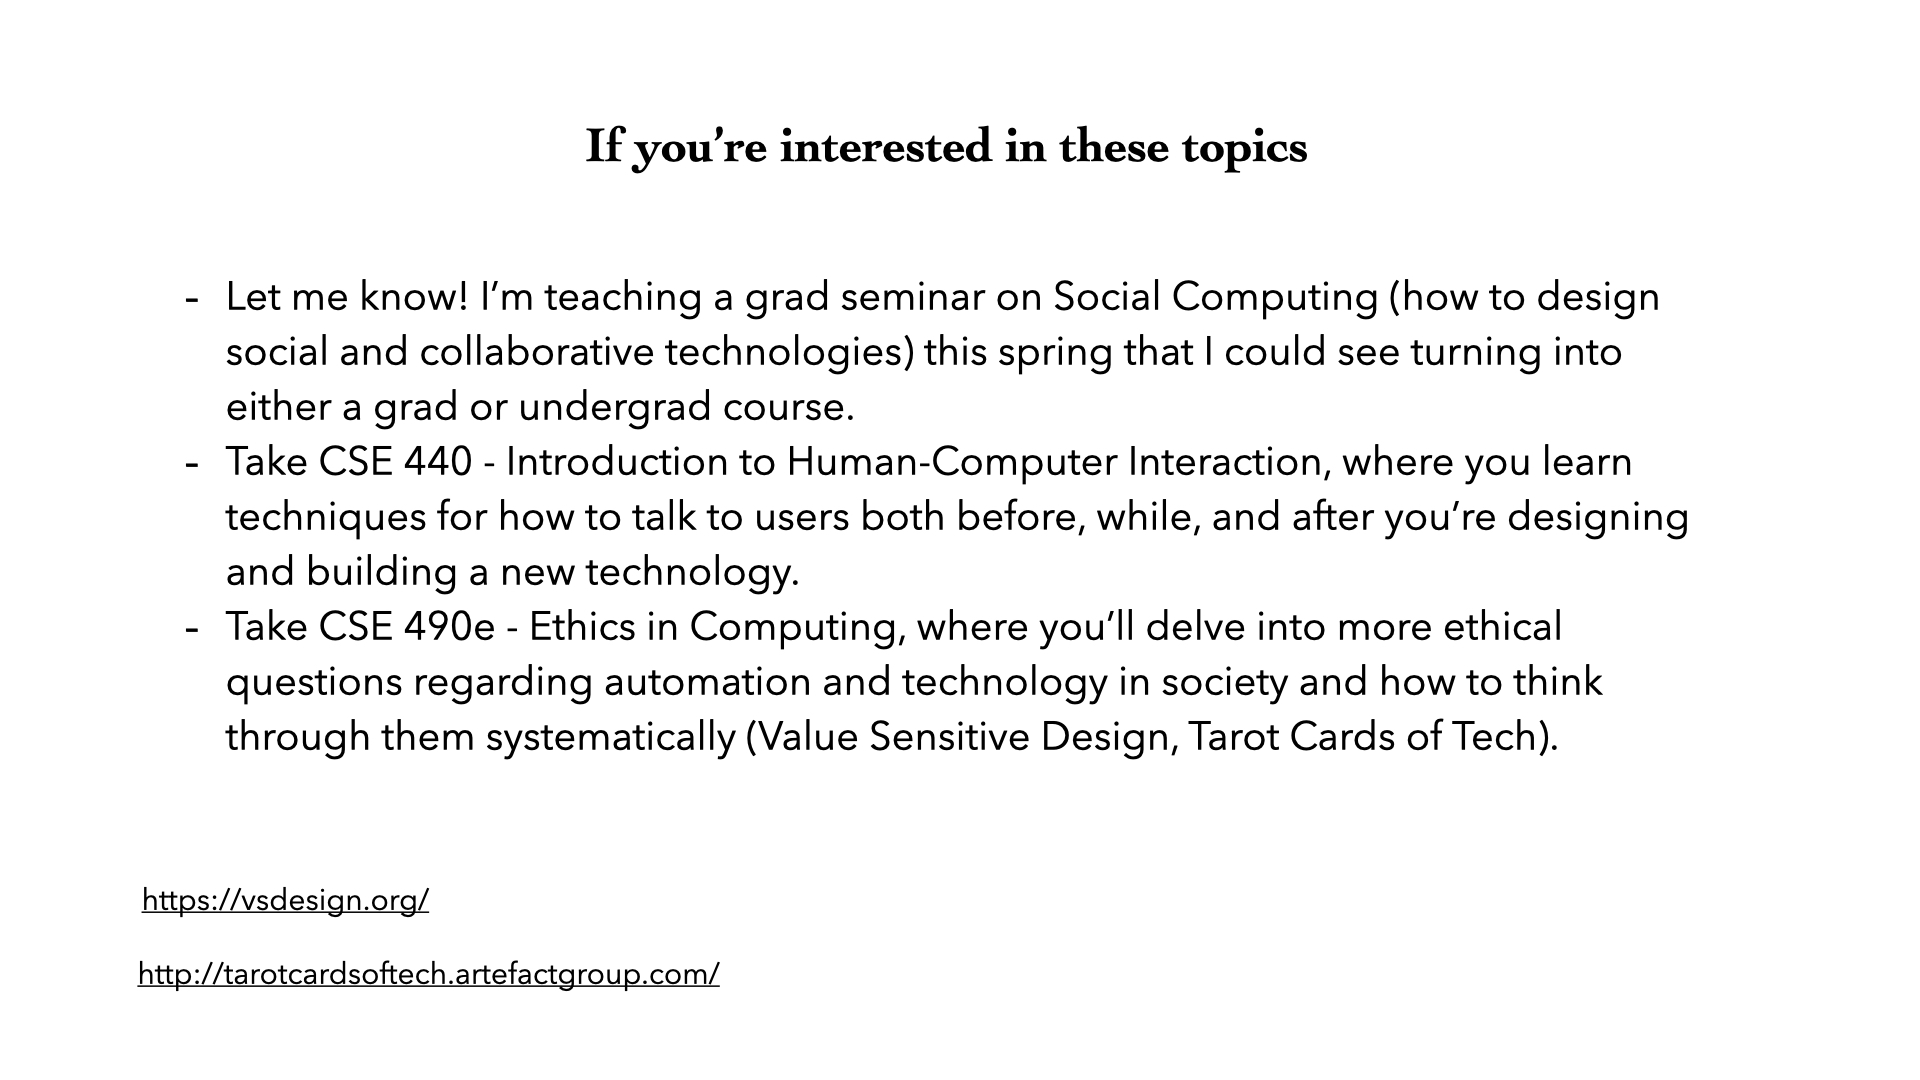 If you’re interested in these topics
- Let me know! I’m teaching a grad seminar on Social Computing (how to design
social and collaborative technologies) this spring that I could see turning into
either a grad or undergrad course.
- Take CSE 440 - Introduction to Human-Computer Interaction, where you learn
techniques for how to talk to users both before, while, and after you’re designing
and building a new technology.
- Take CSE 490e - Ethics in Computing, where you’ll delve into more ethical
questions regarding automation and technology in society and how to think
through them systematically (Value Sensitive Design, Tarot Cards of Tech).
https://vsdesign.org/
http://tarotcardsoftech.artefactgroup.com/